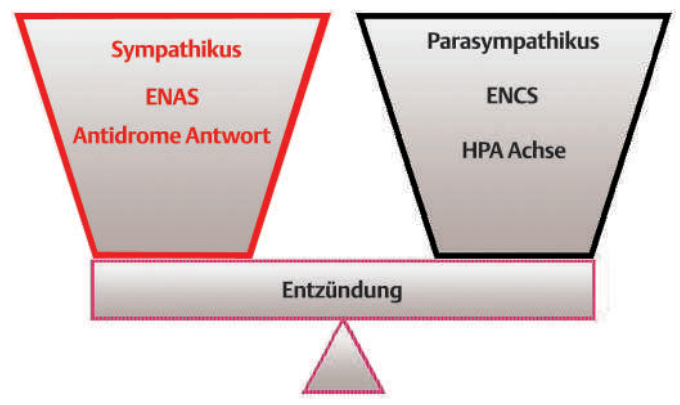 Sympathikus
ENAS
Antidrome Antwort
Parasympathikus
ENCS
HPA Achse
Entzündung